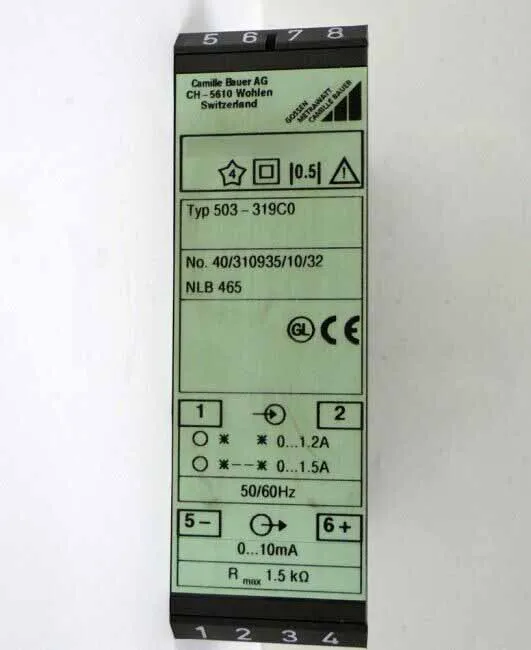 5 6 7 8
Camille Bauer AG
CH-5610 Wohlen
Switzerland
GOSSEN
METRAWATT
CAMILLE BAUER
4 |0.5| !
Typ 503-319C0
No. 40/310935/10/32
NLB 465
GL CE
1 2
0...1.2A
0...1.5A
50/60Hz
5- 6+
0...10mA
R max 1.5 kΩ
1 2 3 4